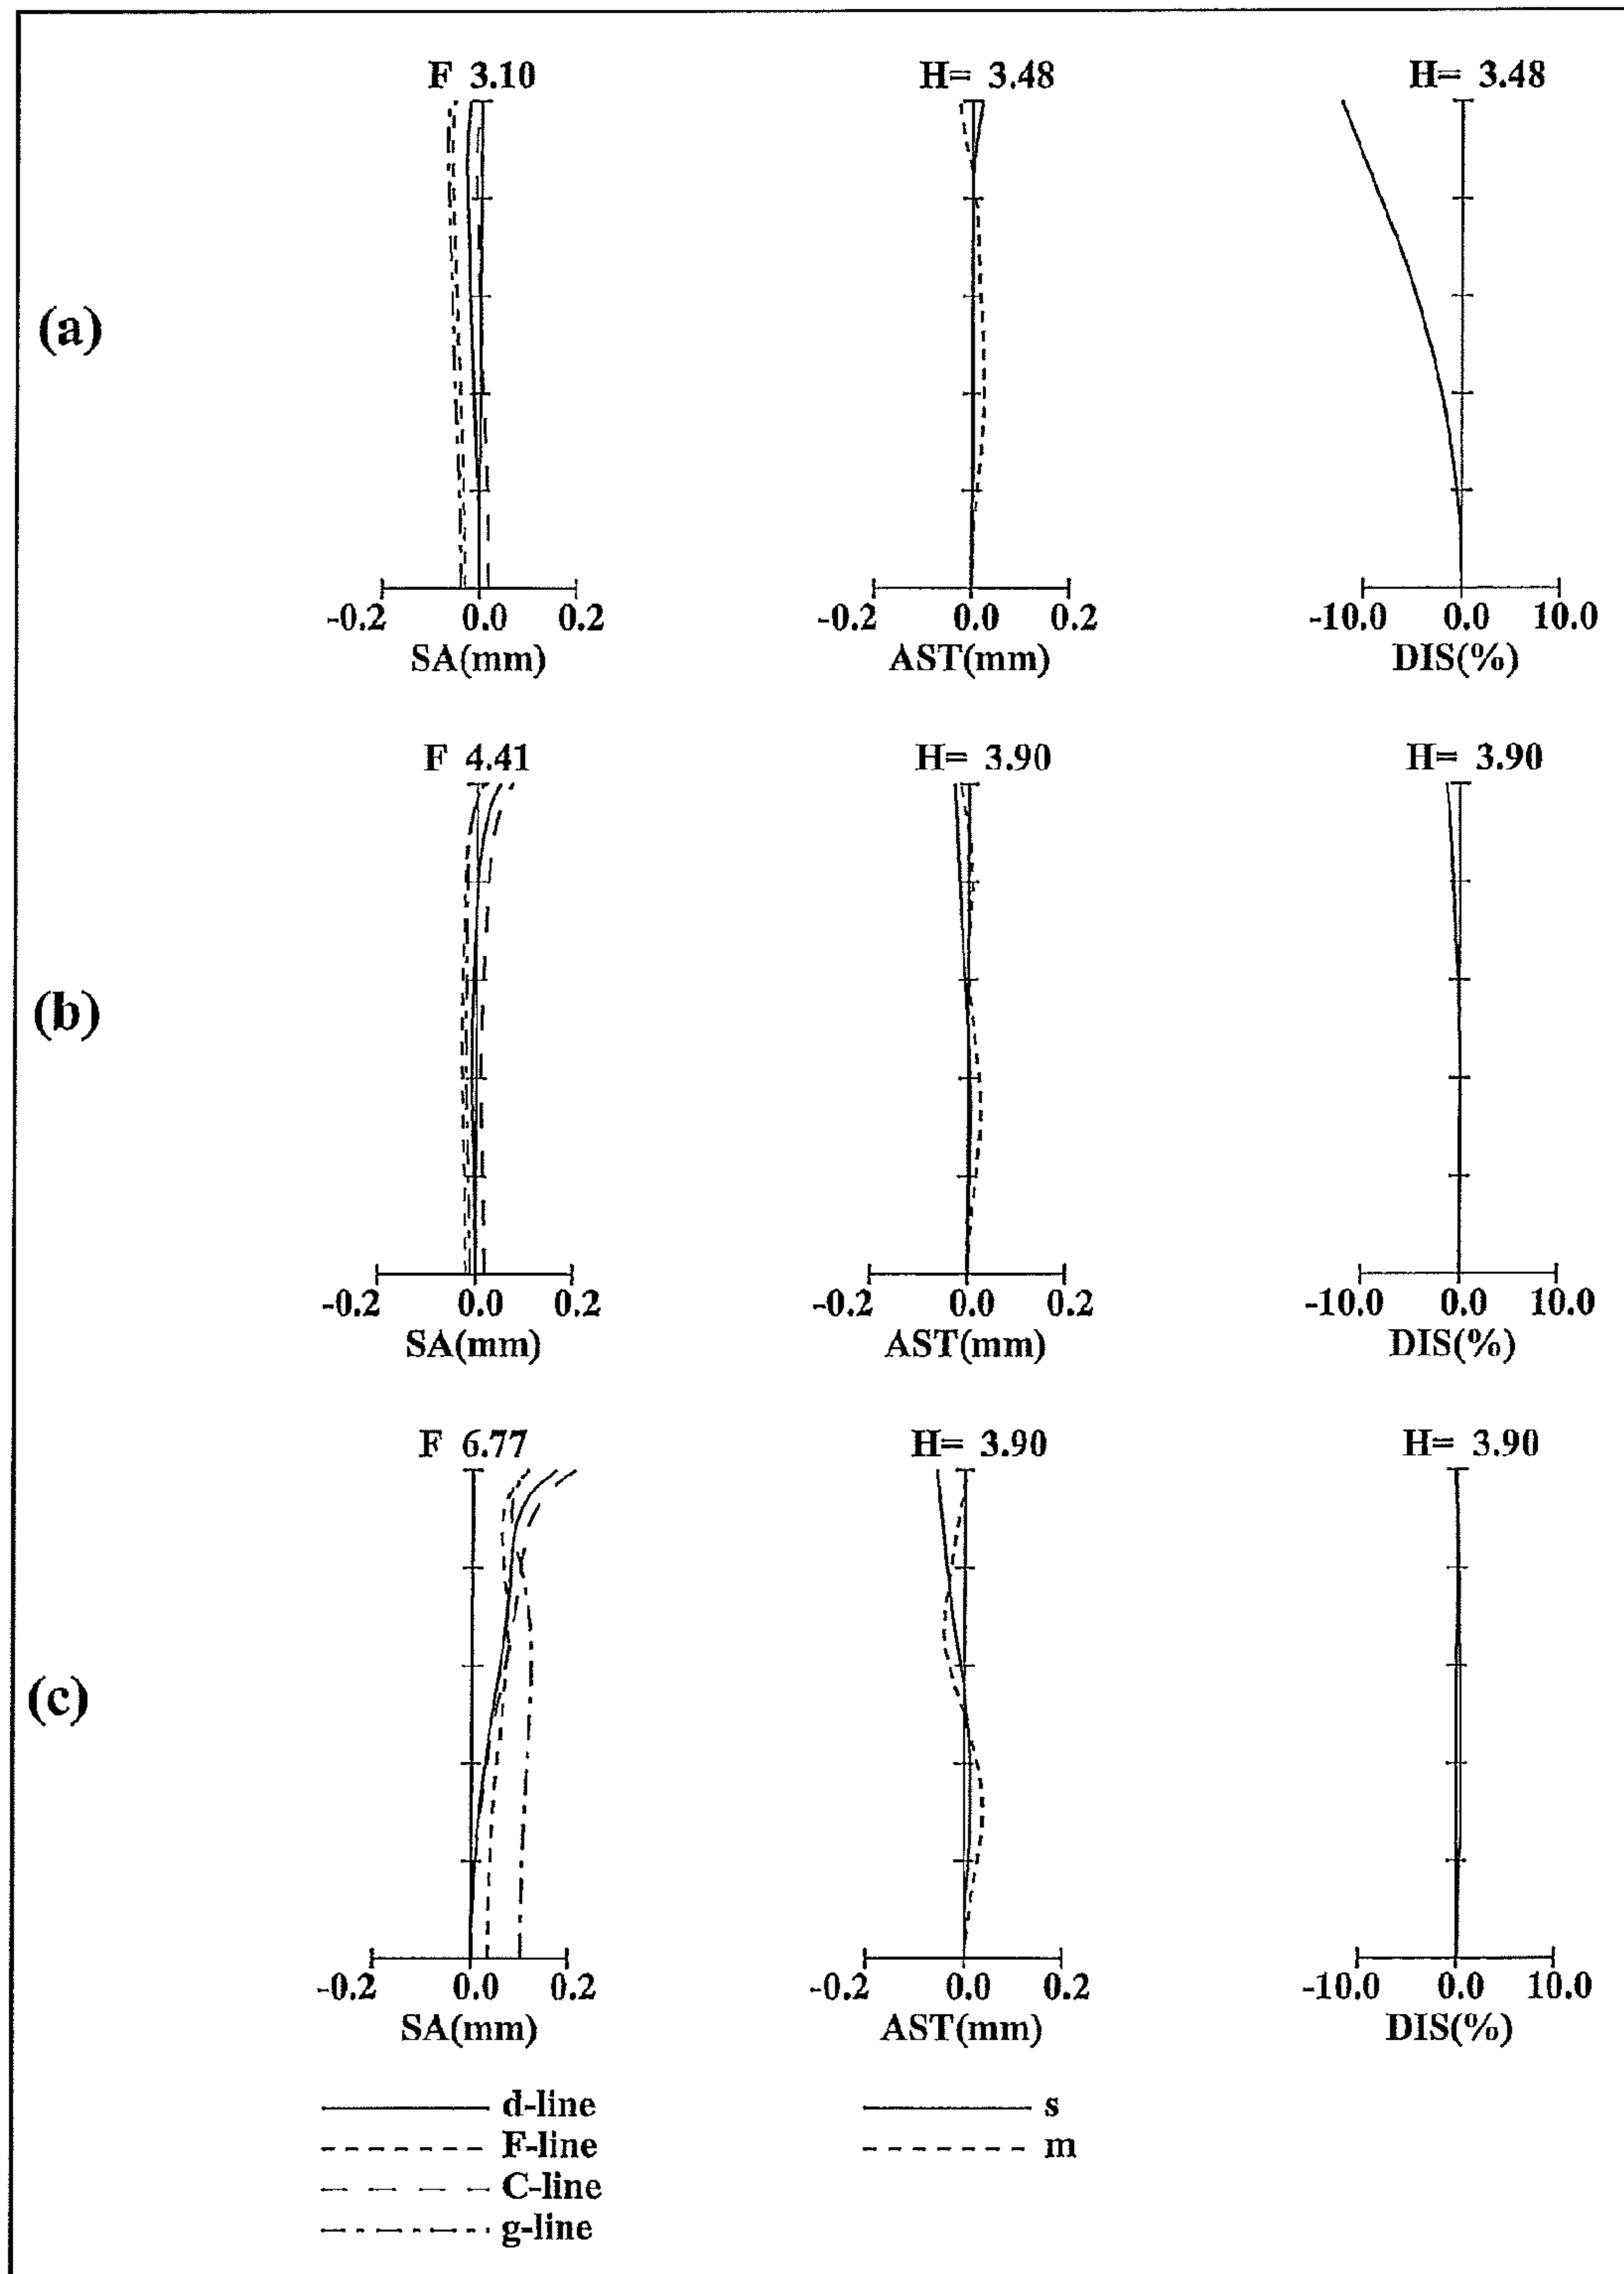 F 3.10 H= 3.48 H= 3.48
(a)
-0.2 0.0 0.2 -0.2 0.0 0.2 -10.0 0.0 10.0
SA(mm) AST(mm) DIS(%)
F 4.41 H= 3.90 H= 3.90
(b)
-0.2 0.0 0.2 -0.2 0.0 0.2 -10.0 0.0 10.0
SA(mm) AST(mm) DIS(%)
F 6.77 H= 3.90 H= 3.90
(c)
-0.2 0.0 0.2 -0.2 0.0 0.2 -10.0 0.0 10.0
SA(mm) AST(mm) DIS(%)
d-line s
F-line m
C-line
g-line